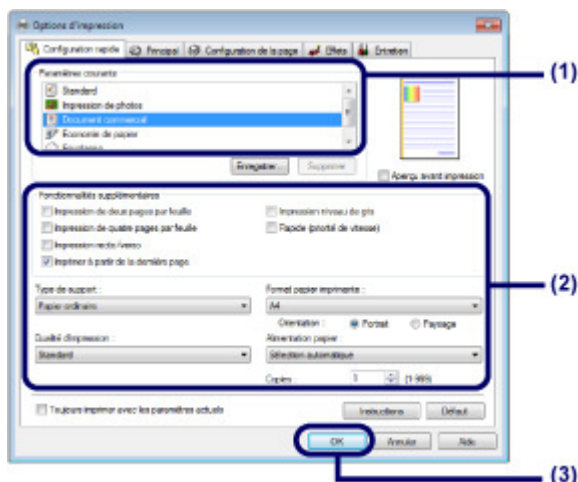 Options d'impression
Configuration rapide Principal Configuration de la page Effets Entretien
Paramètres courants
(1)
Standard
Impression de photos
Document commercial
Économie de papier
Enregistrer... Supprimer
Aperçu avant impression
Fonctionnalités supplémentaires
Impression de deux pages par feuille Impression niveau de gris
Impression de quatre pages par feuille Rapide (priorité de vitesse)
Impression recto/verso
Imprimer à partir de la dernière page
(2)
Type de support : Format papier imprimante :
Papier ordinaire A4
Orientation : Portrait Paysage
Qualité d'impression : Alimentation papier :
Standard Sélection automatique
Copies : 1 (1-999)
Toujours imprimer avec les paramètres actuels Instructions Défaut
OK Annuler Aide
(3)